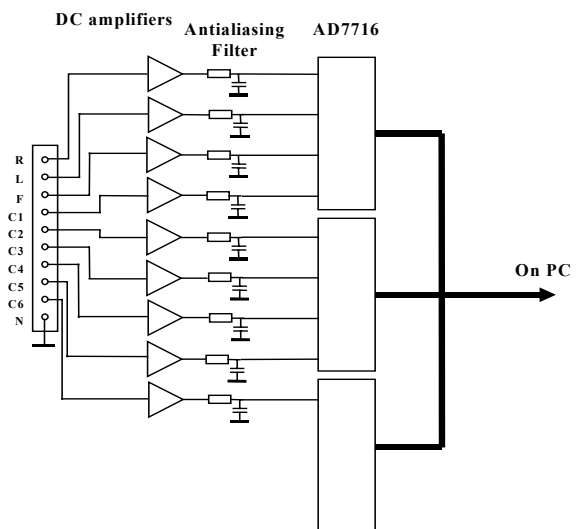 DC amplifiers
Antialiasing
Filter
AD7716
R
L
F
C1
C2
C3
C4
C5
C6
N
On PC